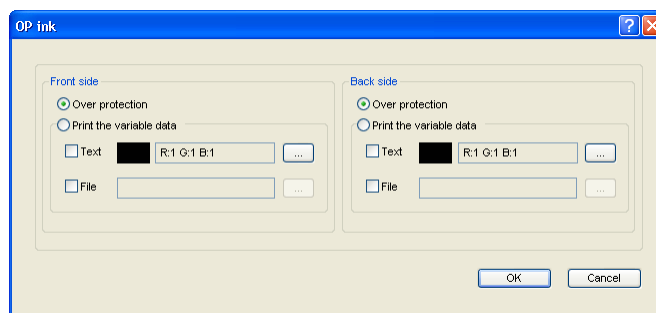 OP ink
Front side
Over protection
Print the variable data
Text R:1 G:1 B:1 ...
File ...
Back side
Over protection
Print the variable data
Text R:1 G:1 B:1 ...
File ...
OK Cancel